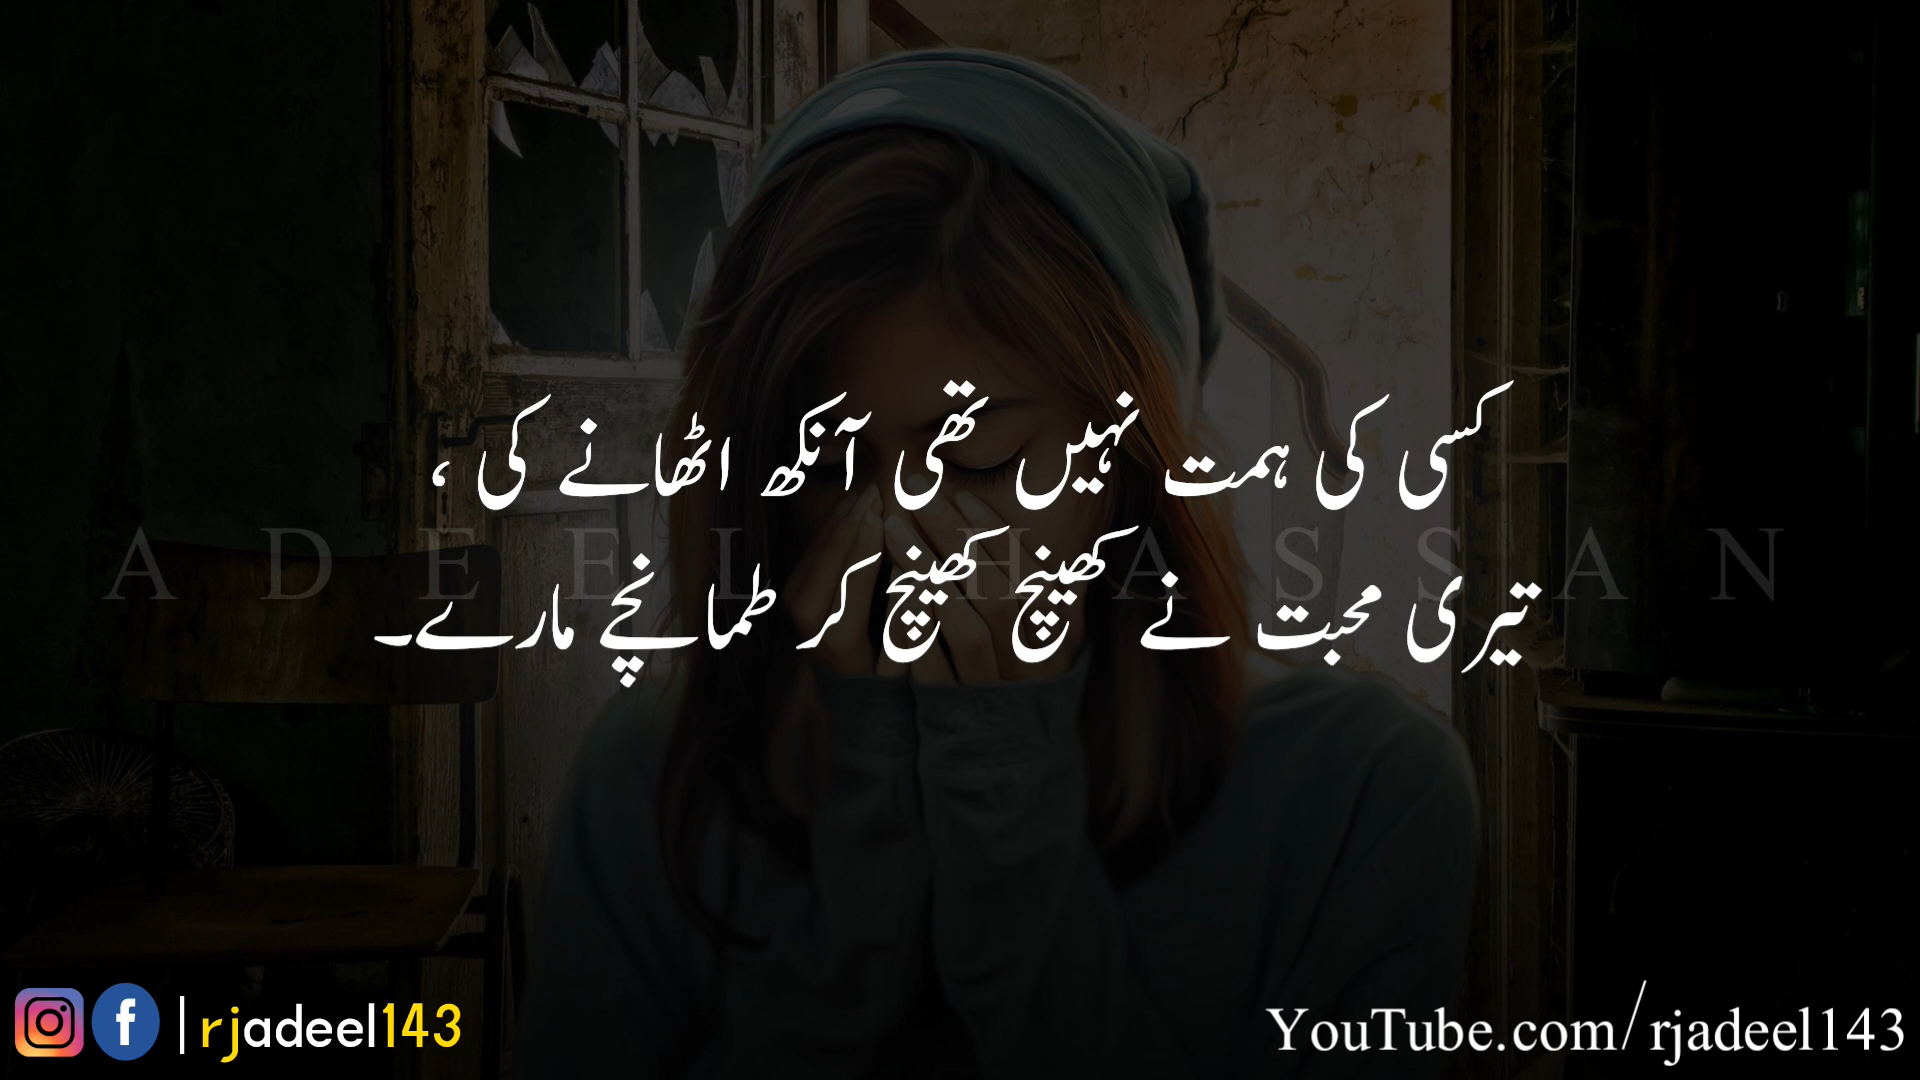 کسی کی ہمت نہیں تھی آنکھ اٹھانے کی ،
ADEEL HASSAN
تیری محبت نے کھینچ کھینچ کر طمانچے مارے۔
| rjadeel143
YouTube.com/rjadeel143